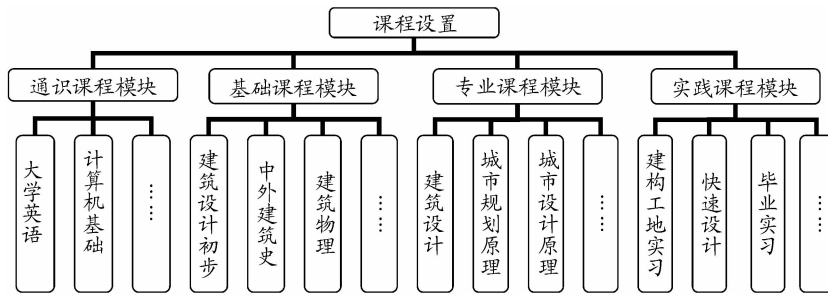 课程设置
通识课程模块
基础课程模块
专业课程模块
实践课程模块
大学英语
计算机基础
……
建筑设计初步
中外建筑史
建筑物理
……
建筑设计
城市规划原理
城市设计原理
……
建构工地实习
快速设计
毕业实习
……